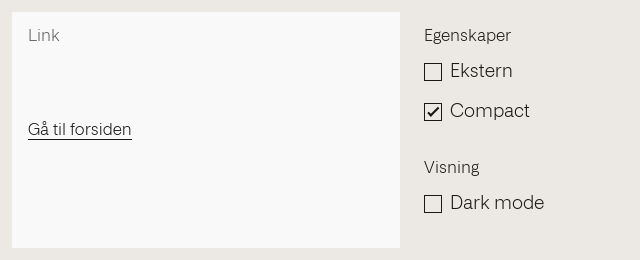 Link
Gå til forsiden
Egenskaper
Ekstern
Compact
Visning
Dark mode